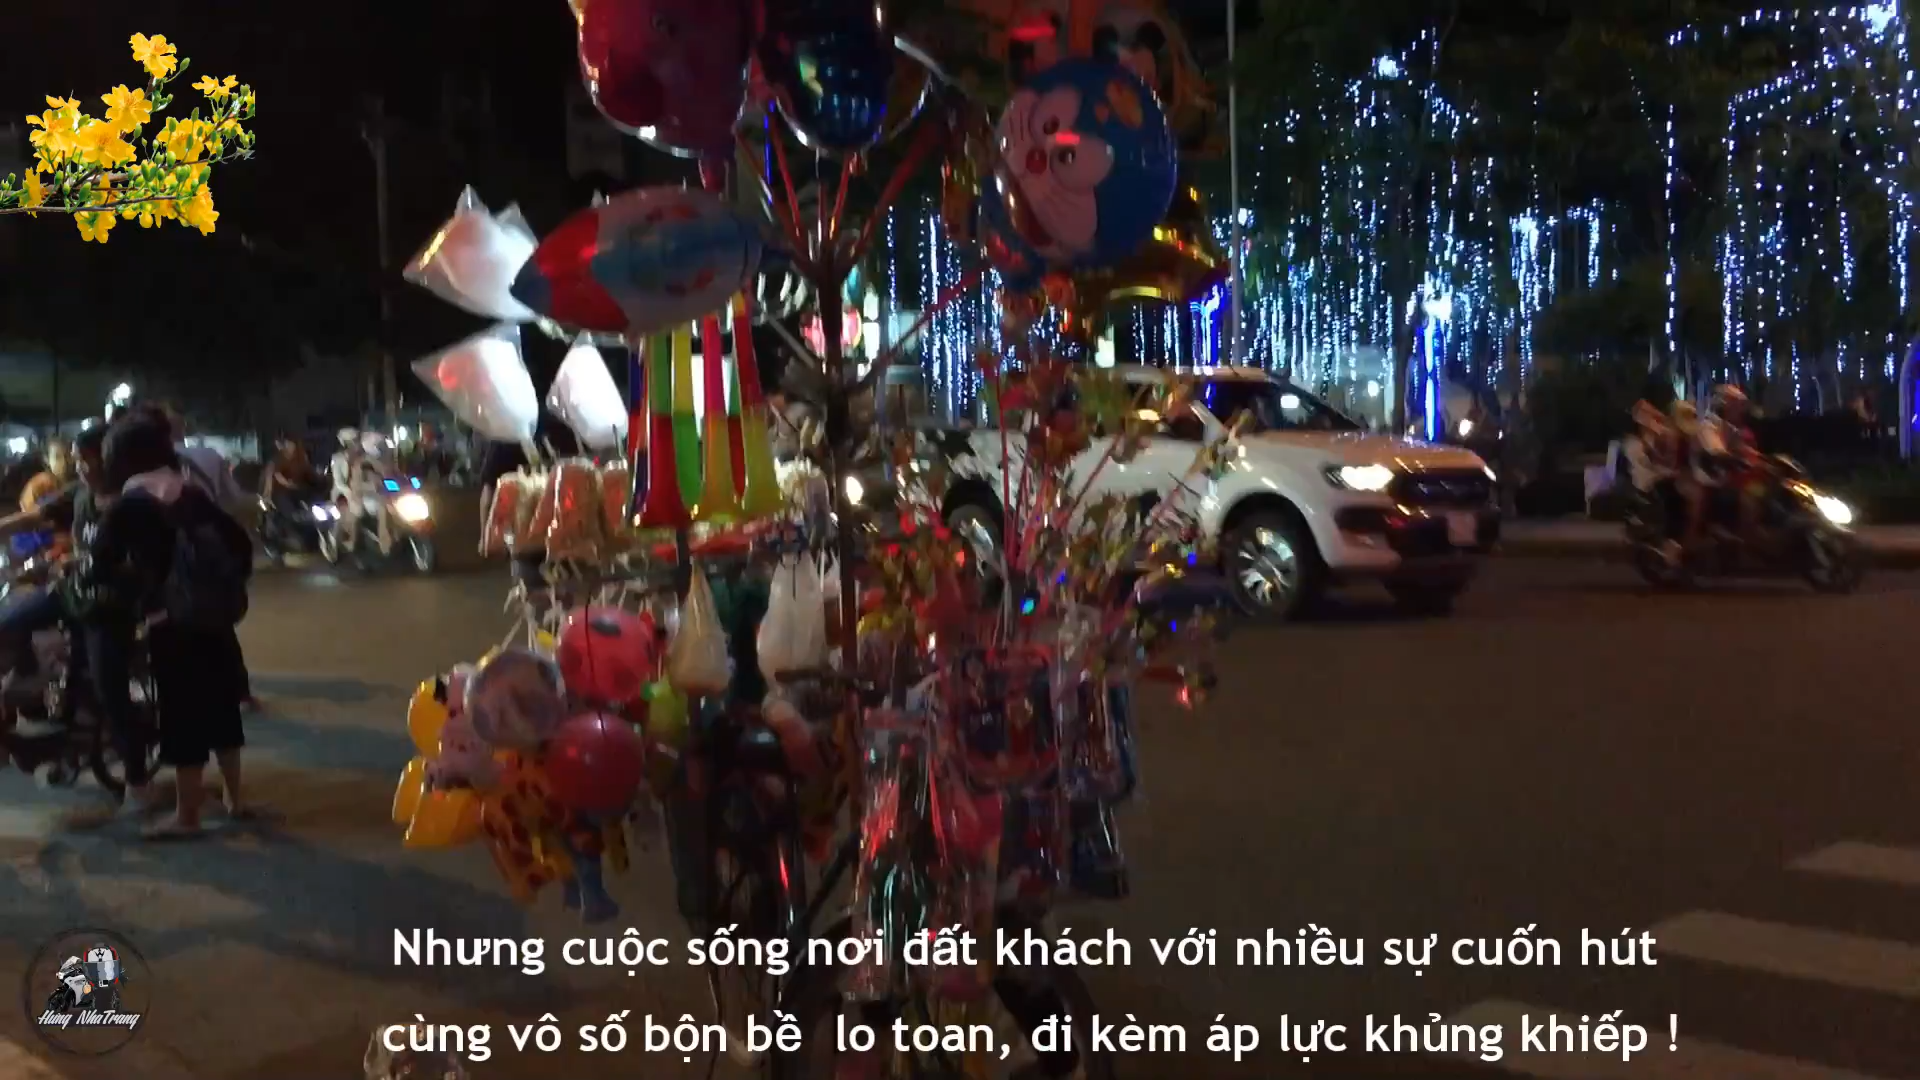 Nhưng cuộc sống nơi đất khách với nhiều sự cuốn hút
cùng vô số bộn bề lo toan, đi kèm áp lực khủng khiếp !
Hưng NhaTrang